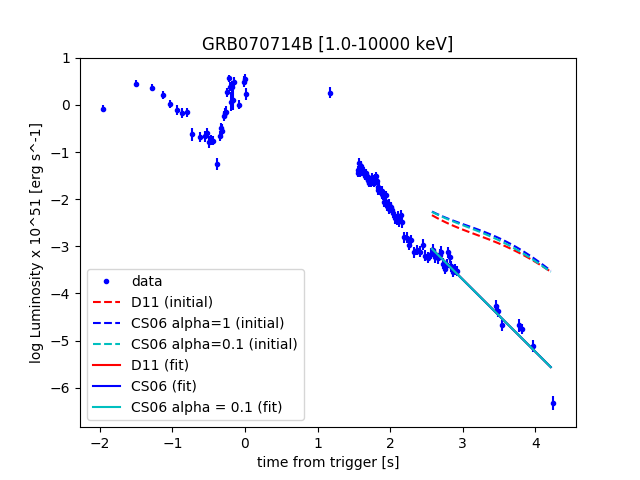 GRB070714B [1.0-10000 keV]
log Luminosity x 10^51 [erg s^-1]
1
0
−1
−2
−3
−4
−5
−6
data
D11 (initial)
CS06 alpha=1 (initial)
CS06 alpha=0.1 (initial)
D11 (fit)
CS06 (fit)
CS06 alpha = 0.1 (fit)
−2 −1 0 1 2 3 4
time from trigger [s]